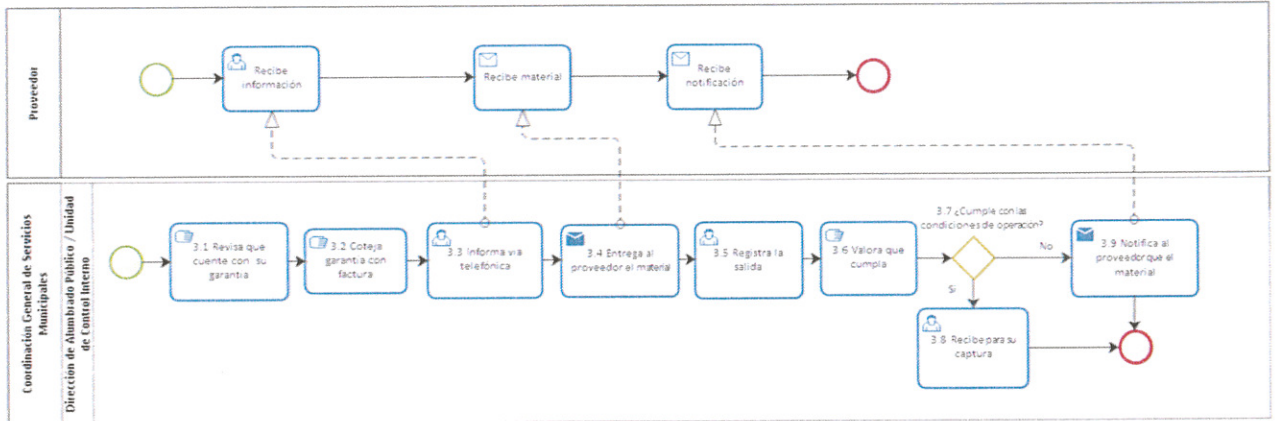 Proveedor
Recibe
información
Recibe material
Recibe
notificación
Coordinación General de Servicios
Municipales
Dirección de Alumbrado Público / Unidad
de Control Interno
3.1 Revisa que
cuente con su
garantía
3.2 Coteja
garantía con
factura
3.3 Informa vía
telefónica
3.4 Entrega al
proveedor el material
3.5 Registra la
salida
3.6 Valora que
cumpla
3.7 ¿Cumple con las
condiciones de operación?
No
Si
3.8 Recibe para su
captura
3.9 Notifica al
proveedor que el
material